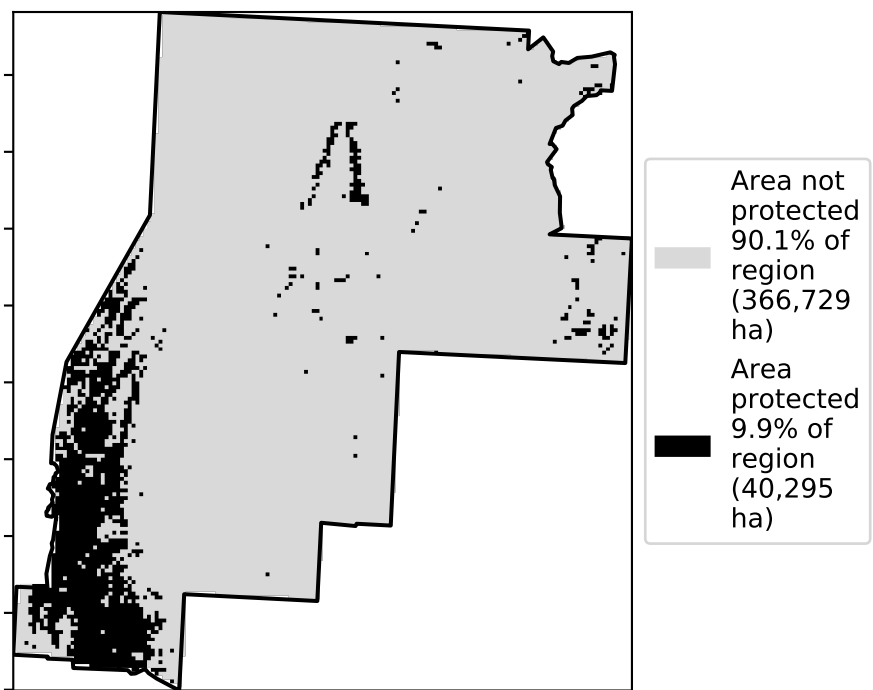 Area not
protected
90.1% of
region
(366,729
ha)
Area
protected
9.9% of
region
(40,295
ha)